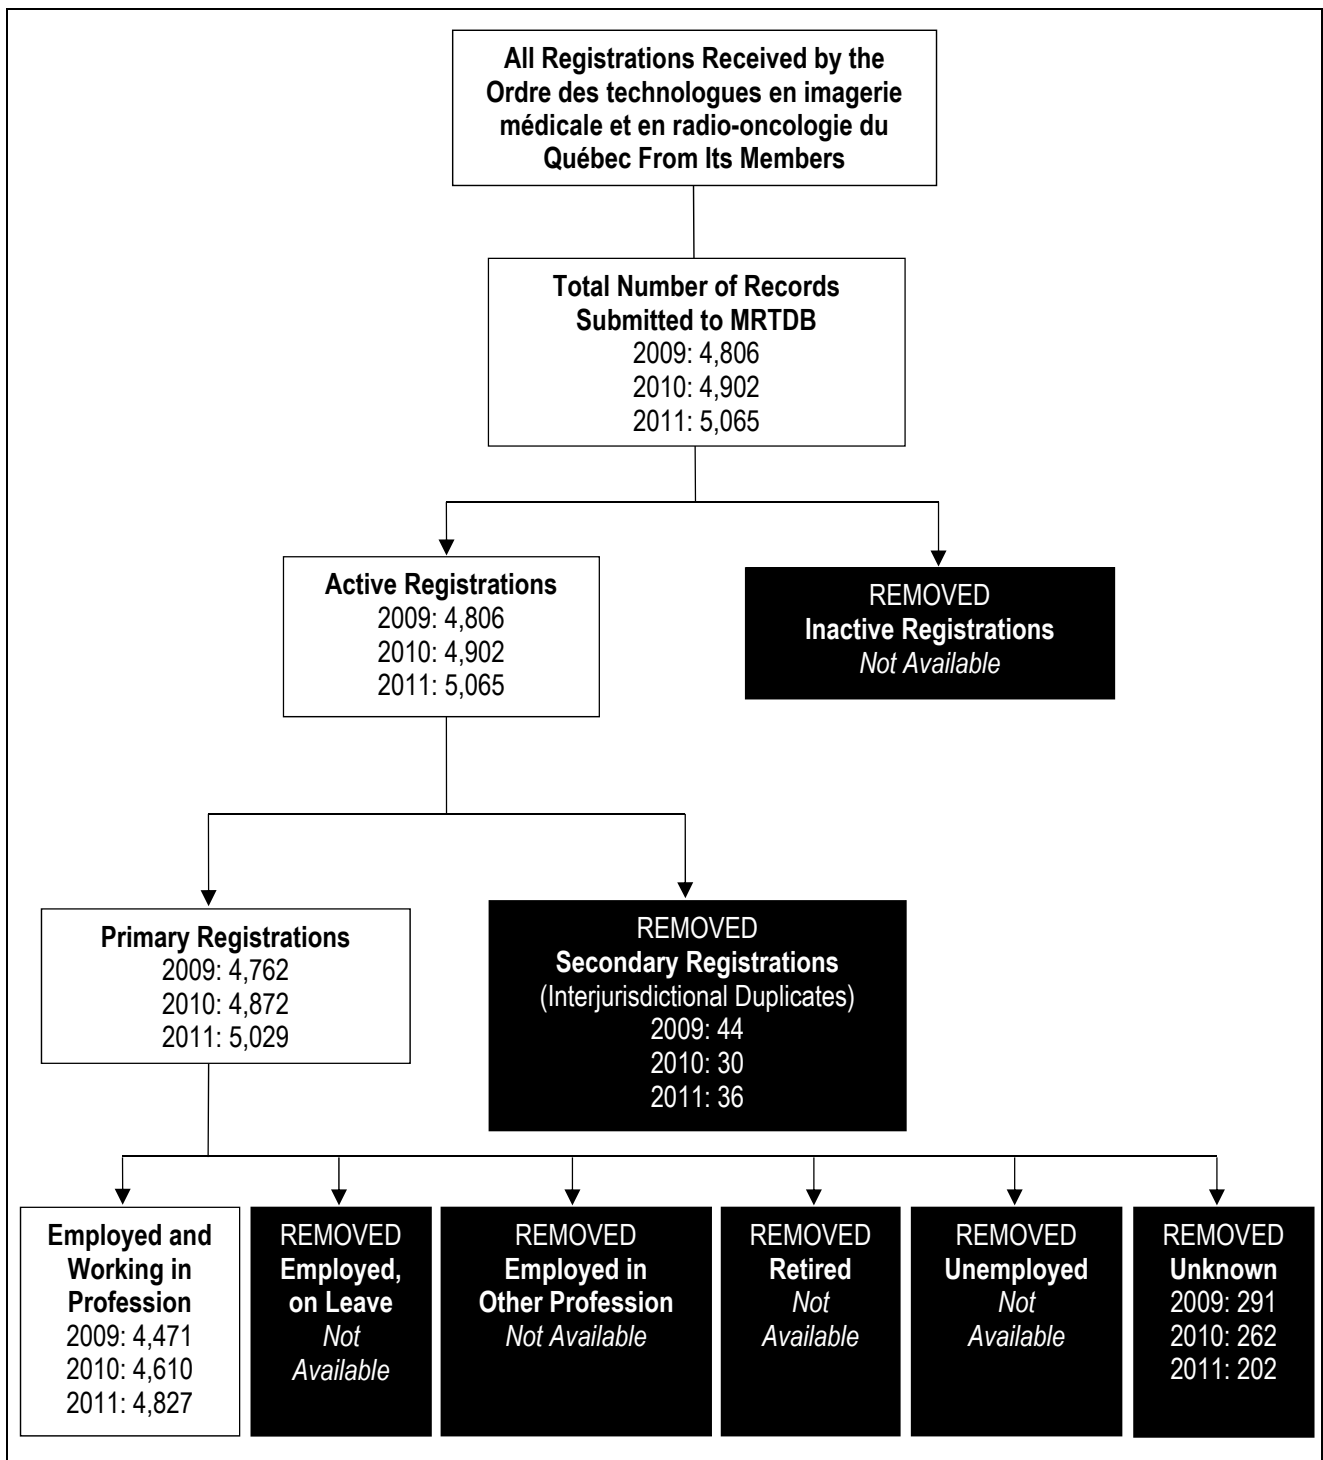 All Registrations Received by the
Ordre des technologues en imagerie
médicale et en radio-oncologie du
Québec From Its Members
Total Number of Records
Submitted to MRTDB
2009: 4,806
2010: 4,902
2011: 5,065
Active Registrations
2009: 4,806
2010: 4,902
2011: 5,065
REMOVED
Inactive Registrations
Not Available
Primary Registrations
2009: 4,762
2010: 4,872
2011: 5,029
REMOVED
Secondary Registrations
(Interjurisdictional Duplicates)
2009: 44
2010: 30
2011: 36
Employed and
Working in
Profession
2009: 4,471
2010: 4,610
2011: 4,827
REMOVED
Employed,
on Leave
Not
Available
REMOVED
Employed in
Other Profession
Not Available
REMOVED
Retired
Not
Available
REMOVED
Unemployed
Not
Available
REMOVED
Unknown
2009: 291
2010: 262
2011: 202